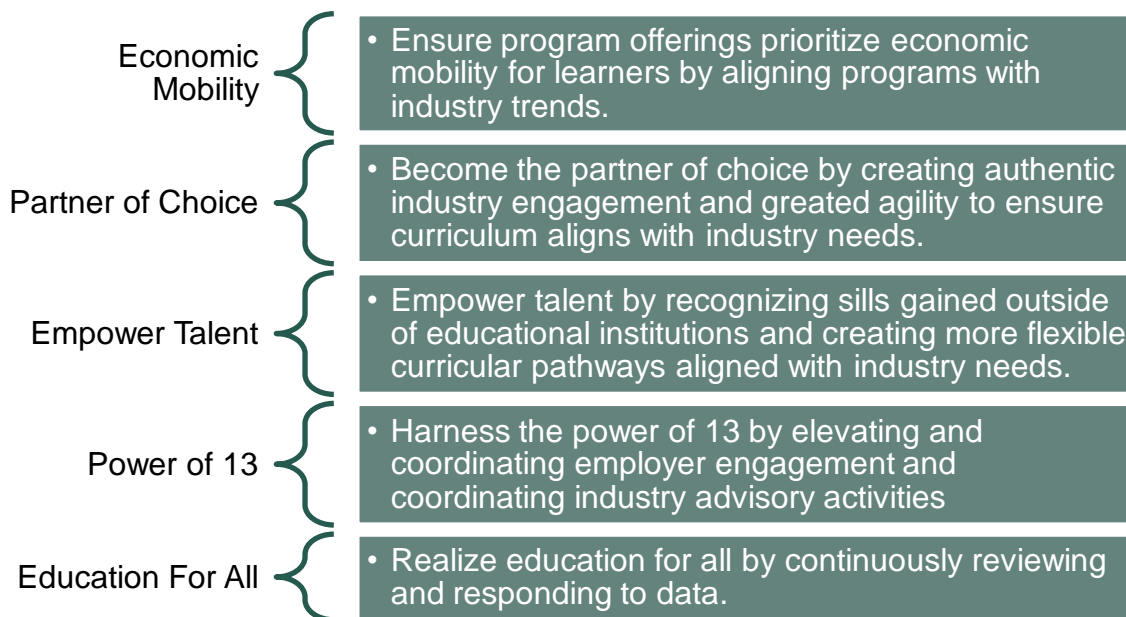 Economic
Mobility
• Ensure program offerings prioritize economic
mobility for learners by aligning programs with
industry trends.
Partner of Choice
• Become the partner of choice by creating authentic
industry engagement and greated agility to ensure
curriculum aligns with industry needs.
Empower Talent
• Empower talent by recognizing sills gained outside
of educational institutions and creating more flexible
curricular pathways aligned with industry needs.
Power of 13
• Harness the power of 13 by elevating and
coordinating employer engagement and
coordinating industry advisory activities
Education For All
• Realize education for all by continuously reviewing
and responding to data.